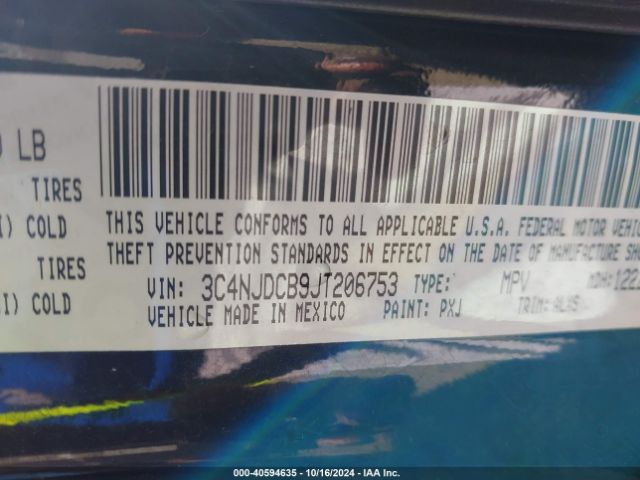 LB
TIRES
COLD
TIRES
COLD
THIS VEHICLE CONFORMS TO ALL APPLICABLE U.S.A. FEDERAL MOTOR
THEFT PREVENTION STANDARDS IN EFFECT ON THE DATE OF MANUFACTURE
VIN: 3C4NJDCB9JT206753 TYPE: MPV MDH:
VEHICLE MADE IN MEXICO PAINT: PXJ TRIM:
000-40594635 - 10/16/2024 - IAA Inc.